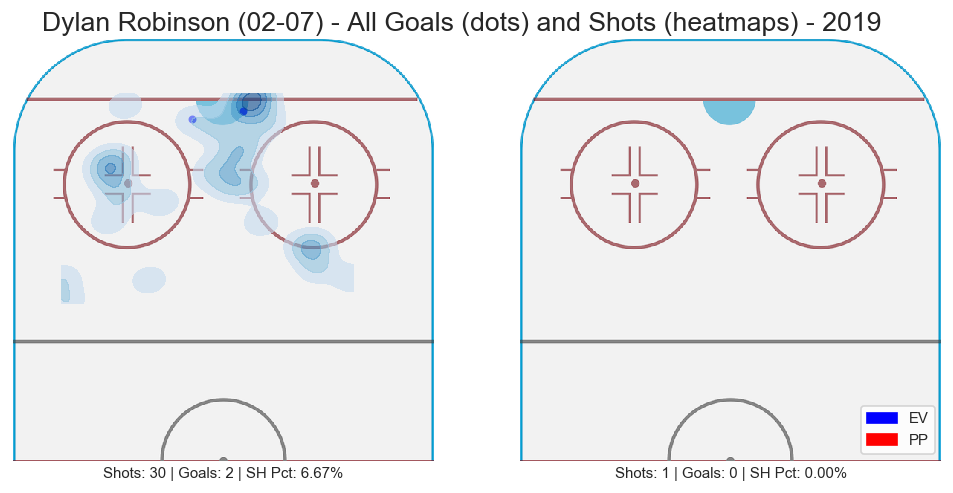 Dylan Robinson (02-07) - All Goals (dots) and Shots (heatmaps) - 2019
EV
PP
Shots: 30 | Goals: 2 | SH Pct: 6.67%
Shots: 1 | Goals: 0 | SH Pct: 0.00%